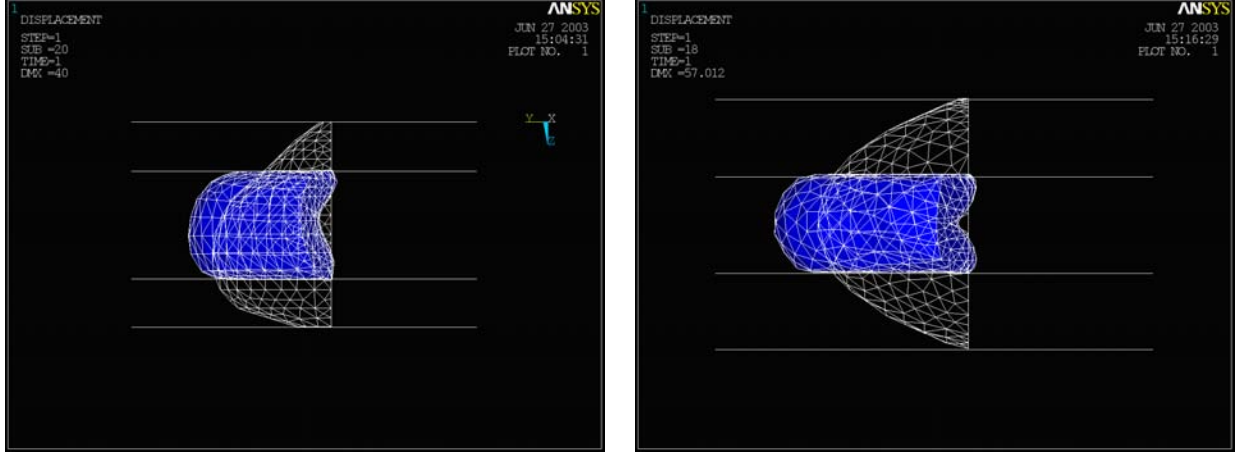 1
ANSYS
DISPLACEMENT
JUN 27 2003
STEP=1
15:04:31
SUB =20
PLOT NO. 1
TIME=1
DMX =40
Y X
Z
1
ANSYS
DISPLACEMENT
JUN 27 2003
STEP=1
15:16:29
SUB =18
PLOT NO. 1
TIME=1
DMX =57.012